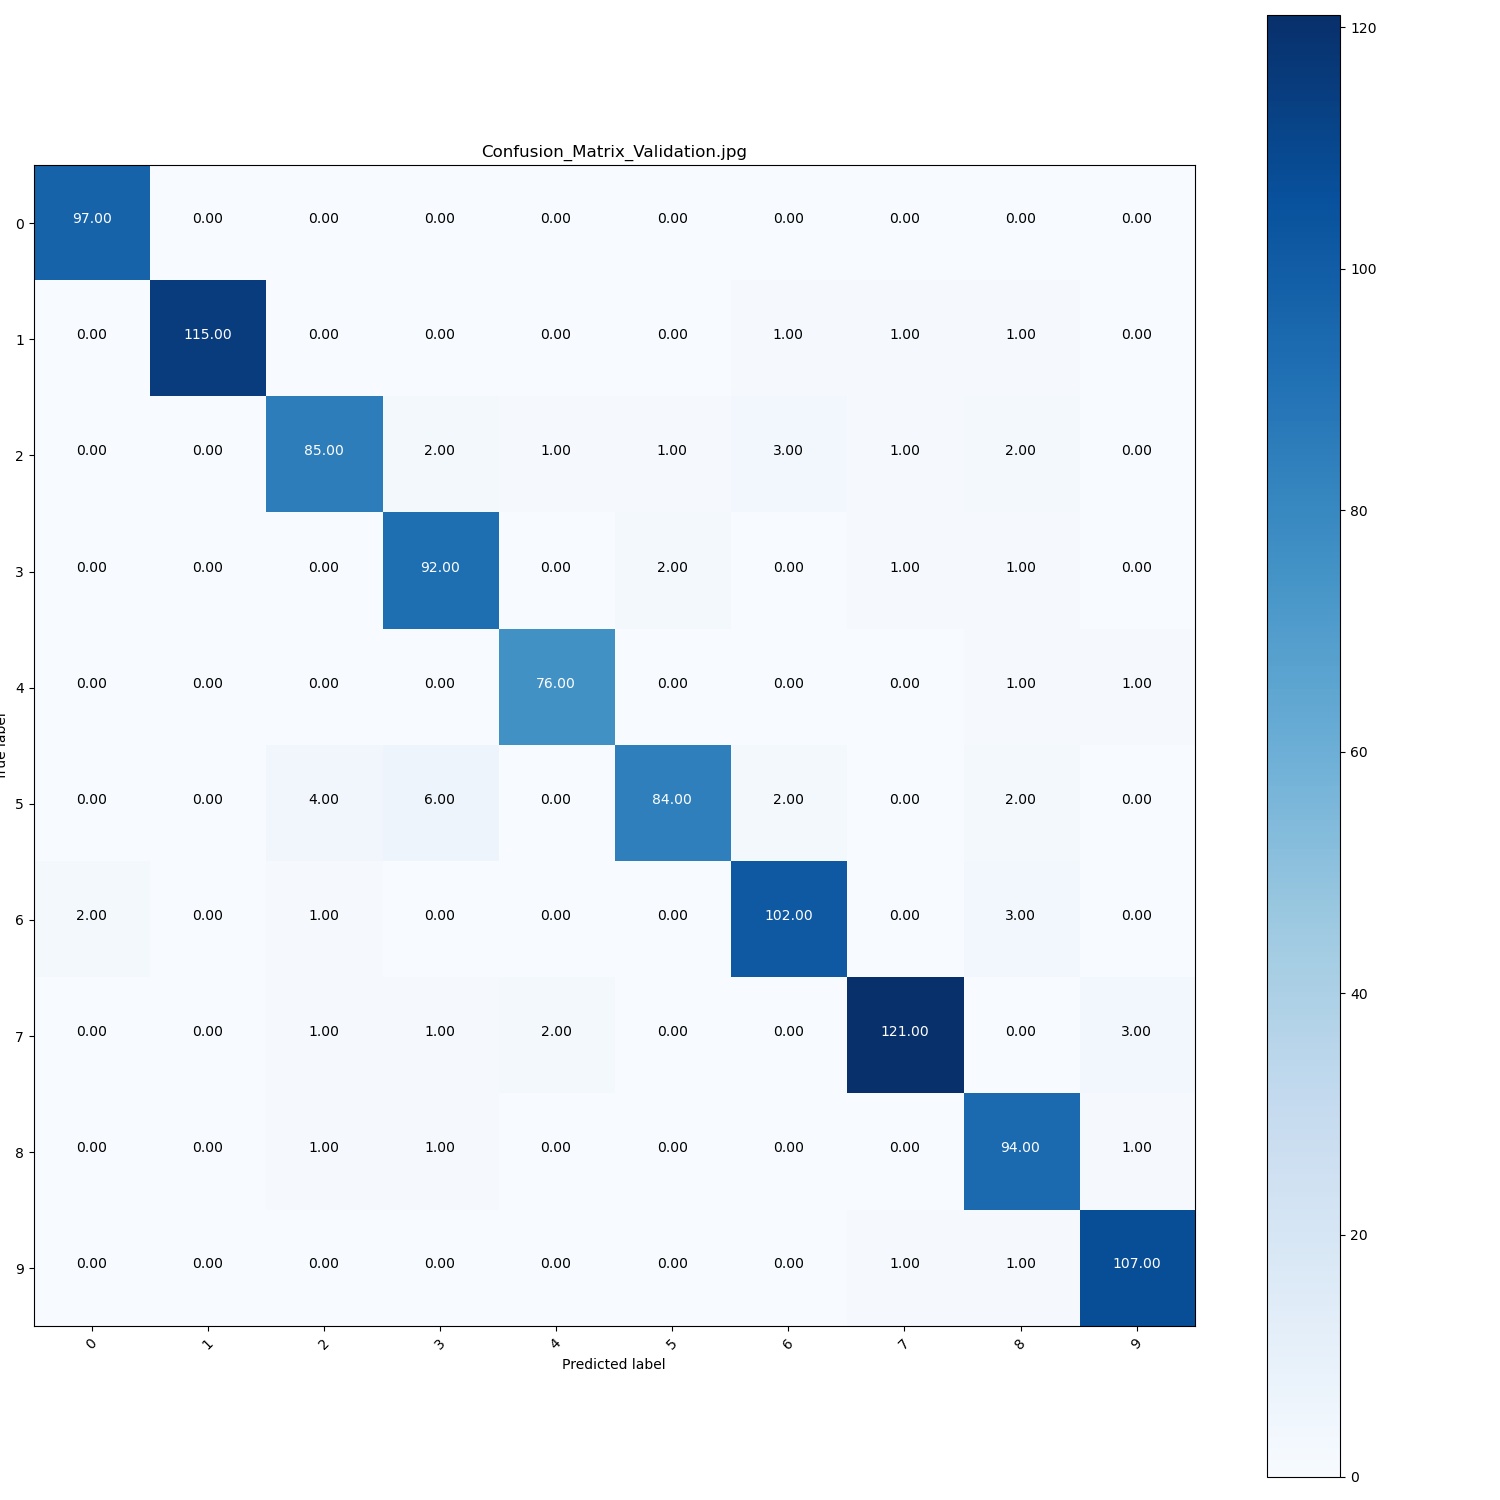 Confusion_Matrix_Validation.jpg
120
100
80
60
40
20
0
0 97.00 0.00 0.00 0.00 0.00 0.00 0.00 0.00 0.00 0.00
1 0.00 115.00 0.00 0.00 0.00 0.00 1.00 1.00 1.00 0.00
2 0.00 0.00 85.00 2.00 1.00 1.00 3.00 1.00 2.00 0.00
3 0.00 0.00 0.00 92.00 0.00 2.00 0.00 1.00 1.00 0.00
4 0.00 0.00 0.00 0.00 76.00 0.00 0.00 0.00 1.00 1.00
5 0.00 0.00 4.00 6.00 0.00 84.00 2.00 0.00 2.00 0.00
6 2.00 0.00 1.00 0.00 0.00 0.00 102.00 0.00 3.00 0.00
7 0.00 0.00 1.00 1.00 2.00 0.00 0.00 121.00 0.00 3.00
8 0.00 0.00 1.00 1.00 0.00 0.00 0.00 0.00 94.00 1.00
9 0.00 0.00 0.00 0.00 0.00 0.00 0.00 1.00 1.00 107.00
0 1 2 3 4 5 6 7 8 9
Predicted label
True label